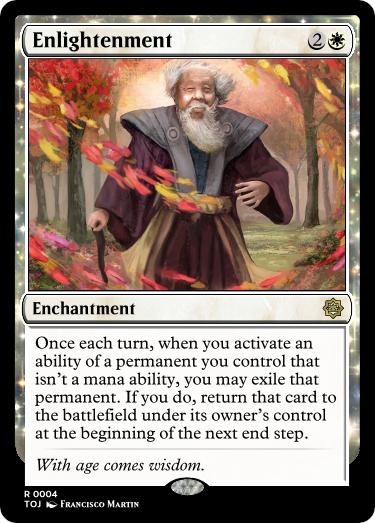 Enlightenment 2
Enchantment
Once each turn, when you activate an
ability of a permanent you control that
isn't a mana ability, you may exile that
permanent. If you do, return that card to
the battlefield under its owner's control
at the beginning of the next end step.
With age comes wisdom.
R 0004
TOJ Francisco Martin